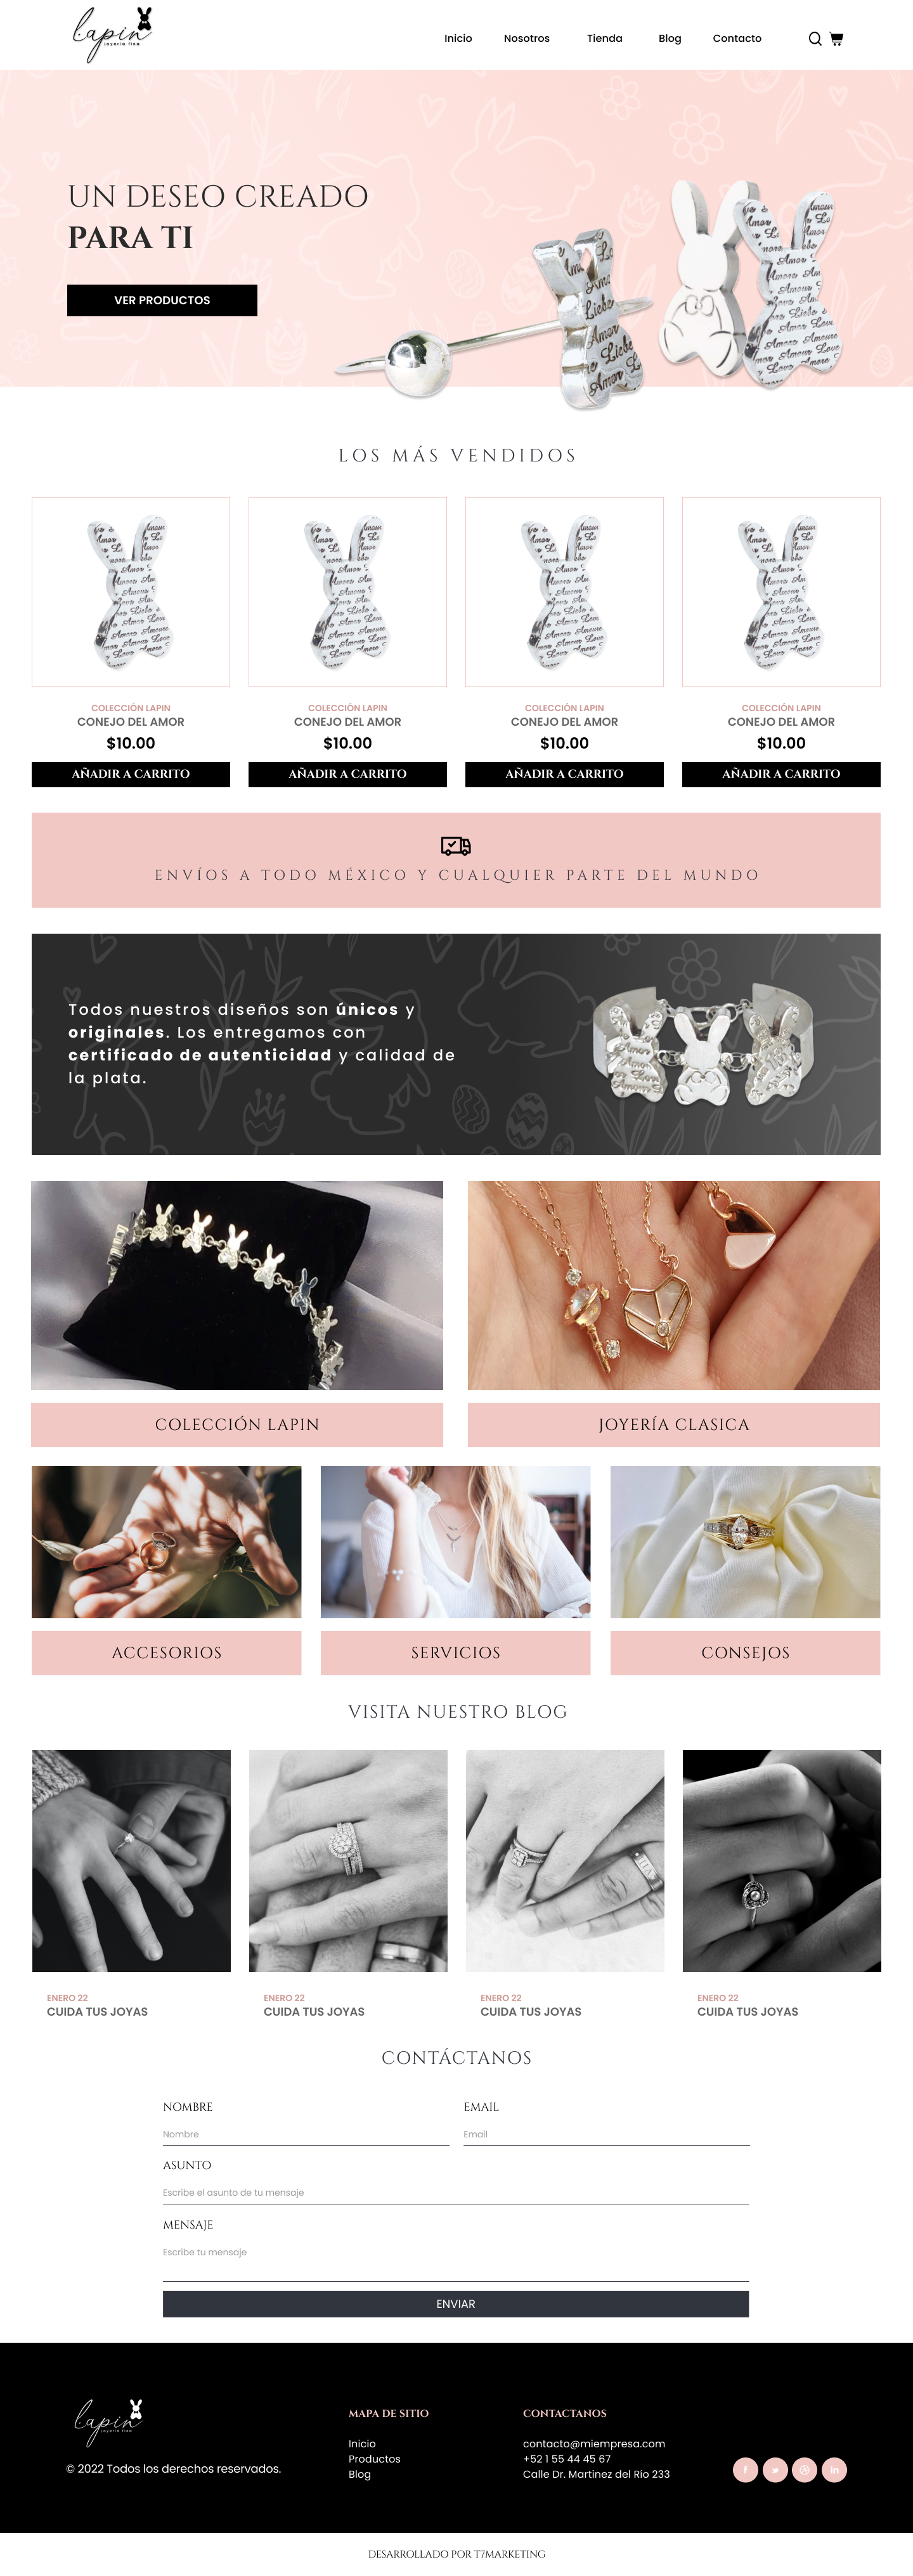 lapin
joyería fina
Inicio Nosotros Tienda Blog Contacto
UN DESEO CREADO
PARA TI
VER PRODUCTOS
LOS MÁS VENDIDOS
COLECCIÓN LAPIN
CONEJO DEL AMOR
$10.00
AÑADIR A CARRITO
COLECCIÓN LAPIN
CONEJO DEL AMOR
$10.00
AÑADIR A CARRITO
COLECCIÓN LAPIN
CONEJO DEL AMOR
$10.00
AÑADIR A CARRITO
COLECCIÓN LAPIN
CONEJO DEL AMOR
$10.00
AÑADIR A CARRITO
ENVÍOS A TODO MÉXICO Y CUALQUIER PARTE DEL MUNDO
Todos nuestros diseños son únicos y
originales. Los entregamos con
certificado de autenticidad y calidad de
la plata.
COLECCIÓN LAPIN
JOYERÍA CLASICA
ACCESORIOS
SERVICIOS
CONSEJOS
VISITA NUESTRO BLOG
ENERO 22
CUIDA TUS JOYAS
ENERO 22
CUIDA TUS JOYAS
ENERO 22
CUIDA TUS JOYAS
ENERO 22
CUIDA TUS JOYAS
CONTÁCTANOS
NOMBRE
Nombre
EMAIL
Email
ASUNTO
Escribe el asunto de tu mensaje
MENSAJE
Escribe tu mensaje
ENVIAR
lapin
joyería fina
© 2022 Todos los derechos reservados.
MAPA DE SITIO
Inicio
Productos
Blog
CONTACTANOS
contacto@miempresa.com
+52 1 55 44 45 67
Calle Dr. Martinez del Río 233
DESARROLLADO POR T7MARKETING